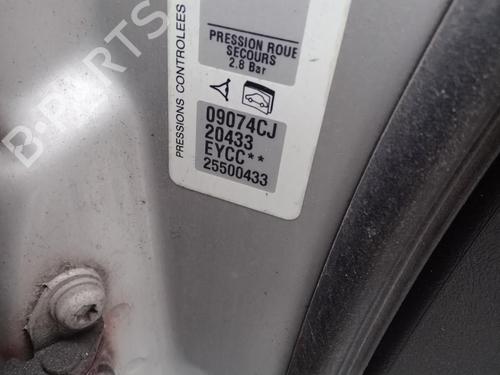 PRESSION ROUE
SECOURS
2.8 Bar
PRESSIONS CONTROLEES
09074CJ
20433
EYCC**
25500433
B-PARTS